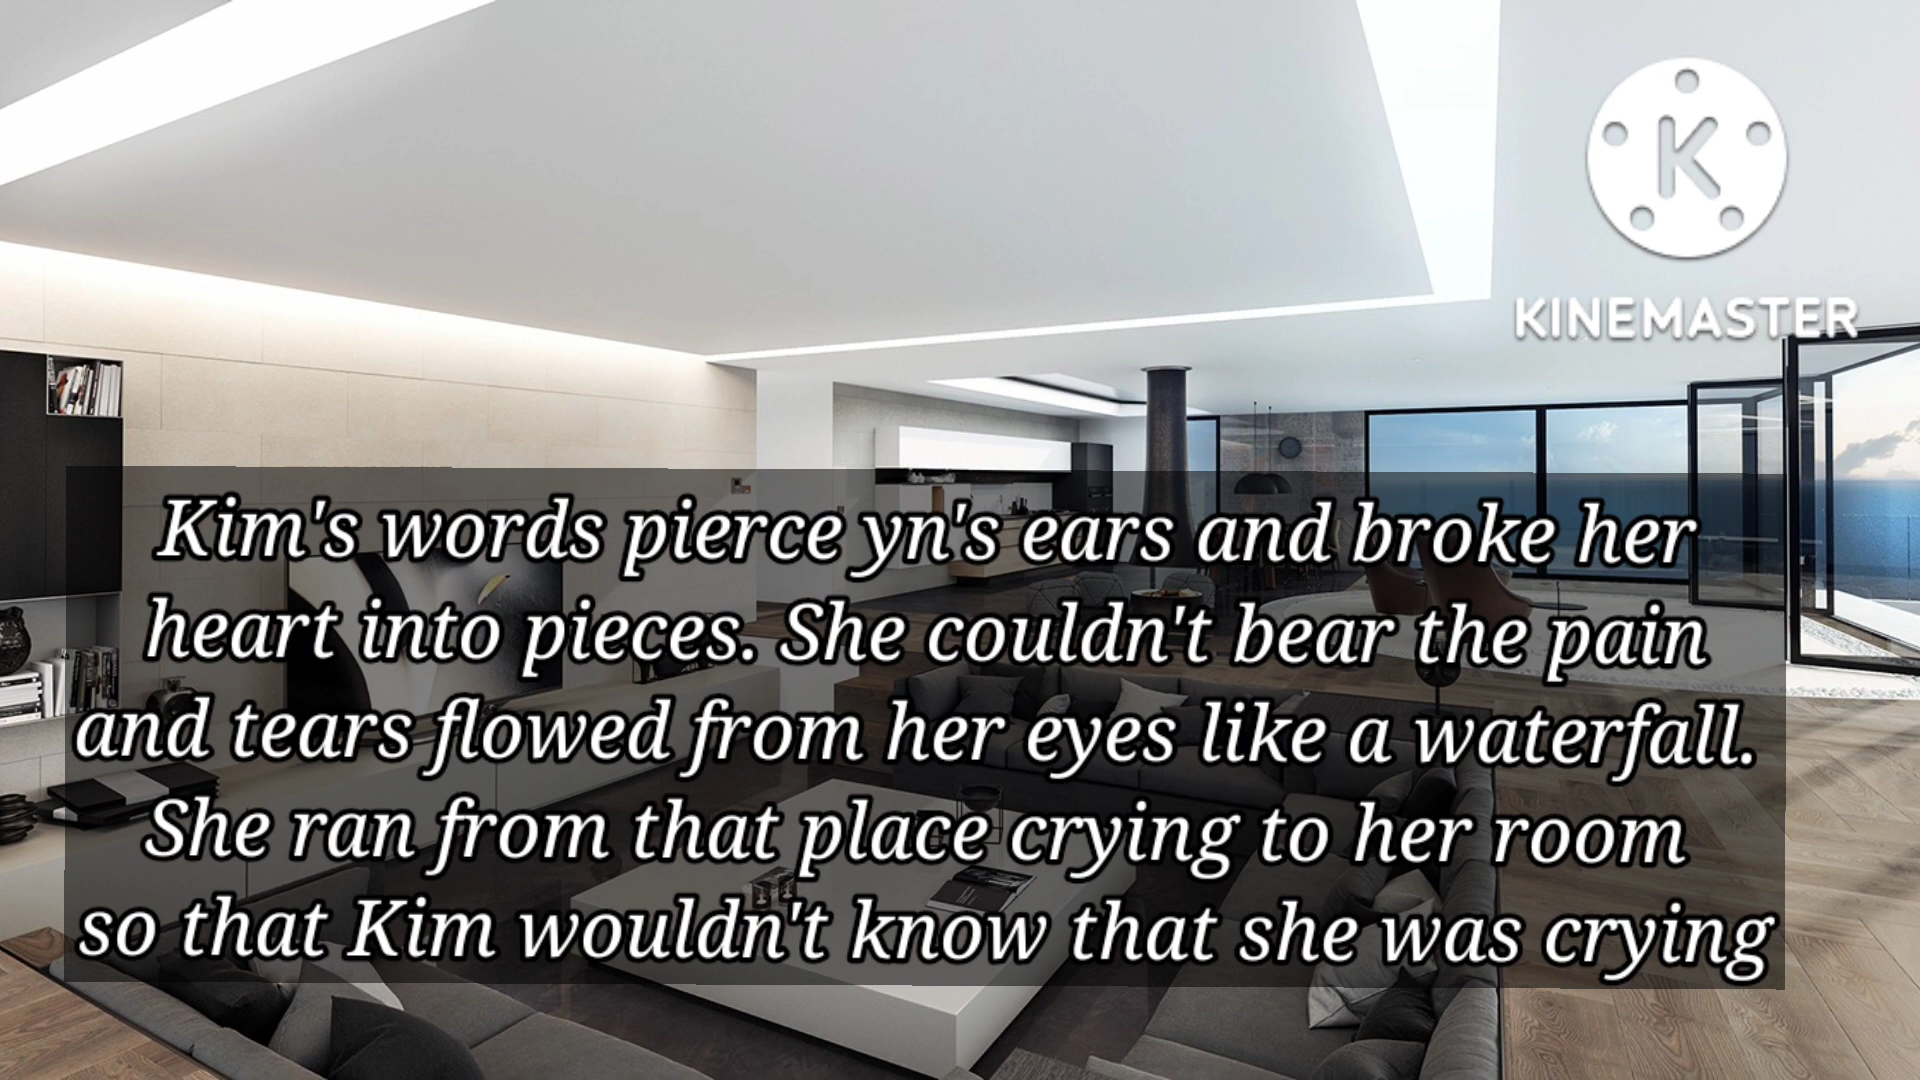 K
KINEMASTER
Kim's words pierce yn's ears and broke her
heart into pieces. She couldn't bear the pain
and tears flowed from her eyes like a waterfall.
She ran from that place crying to her room
so that Kim wouldn't know that she was crying